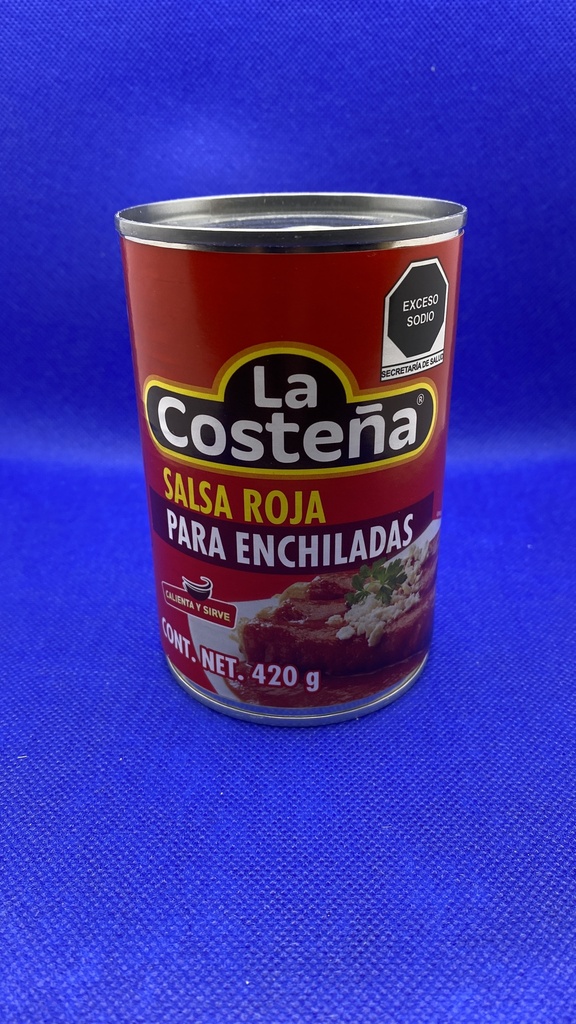 EXCESO
SODIO
SECRETARÍA DE SALUD
La
Costeña®
SALSA ROJA
PARA ENCHILADAS
CALIENTA Y SIRVE
CONT. NET. 420 g